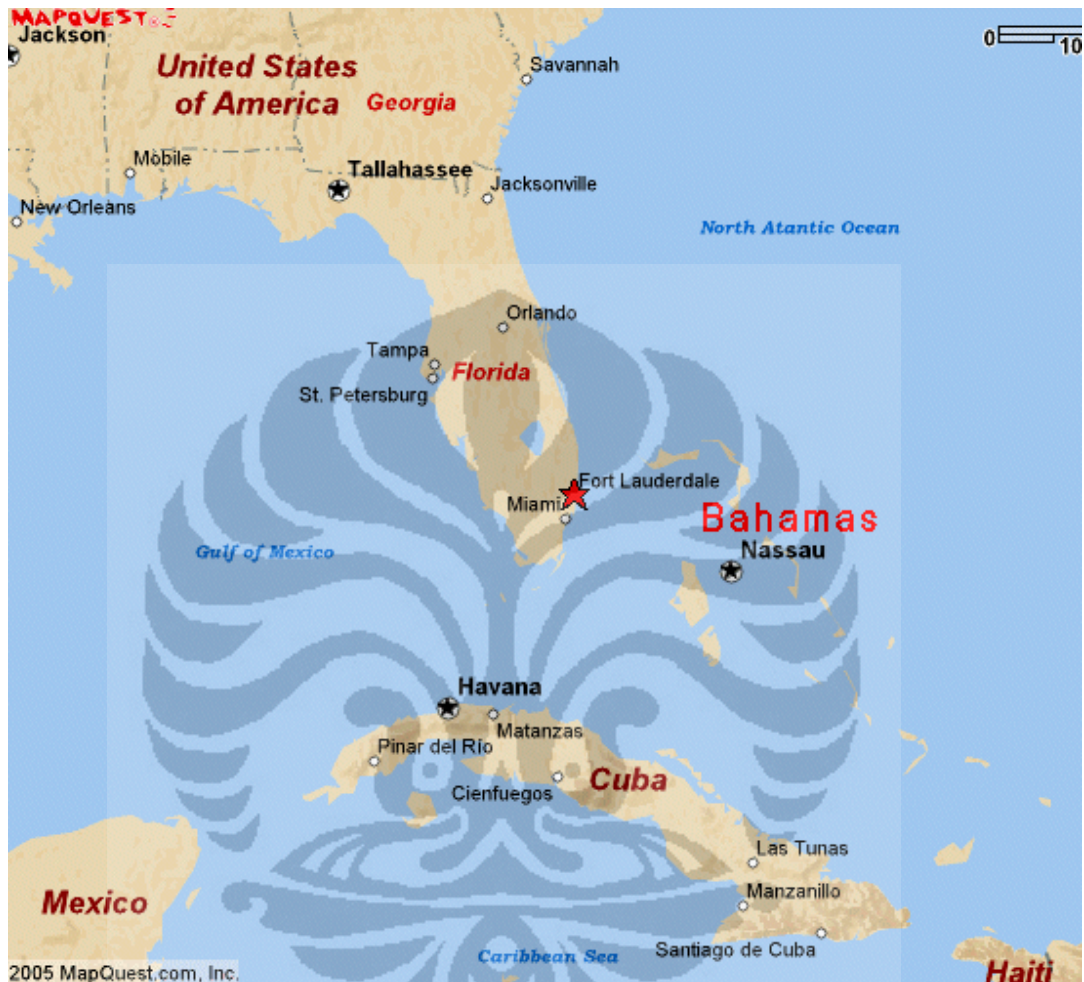 MAPQUEST
Jackson
United States
of America
Georgia
Savannah
0
10
Mobile
Tallahassee
Jacksonville
New Orleans
North Atantic Ocean
Orlando
Tampa
Florida
St. Petersburg
Fort Lauderdale
Miami
Bahamas
Nassau
Gulf of Mexico
Havana
Matanzas
Pinar del Río
Cuba
Cienfuegos
Las Tunas
Manzanillo
Mexico
Santiago de Cuba
Caribbean Sea
2005 MapQuest.com, Inc.
Haiti